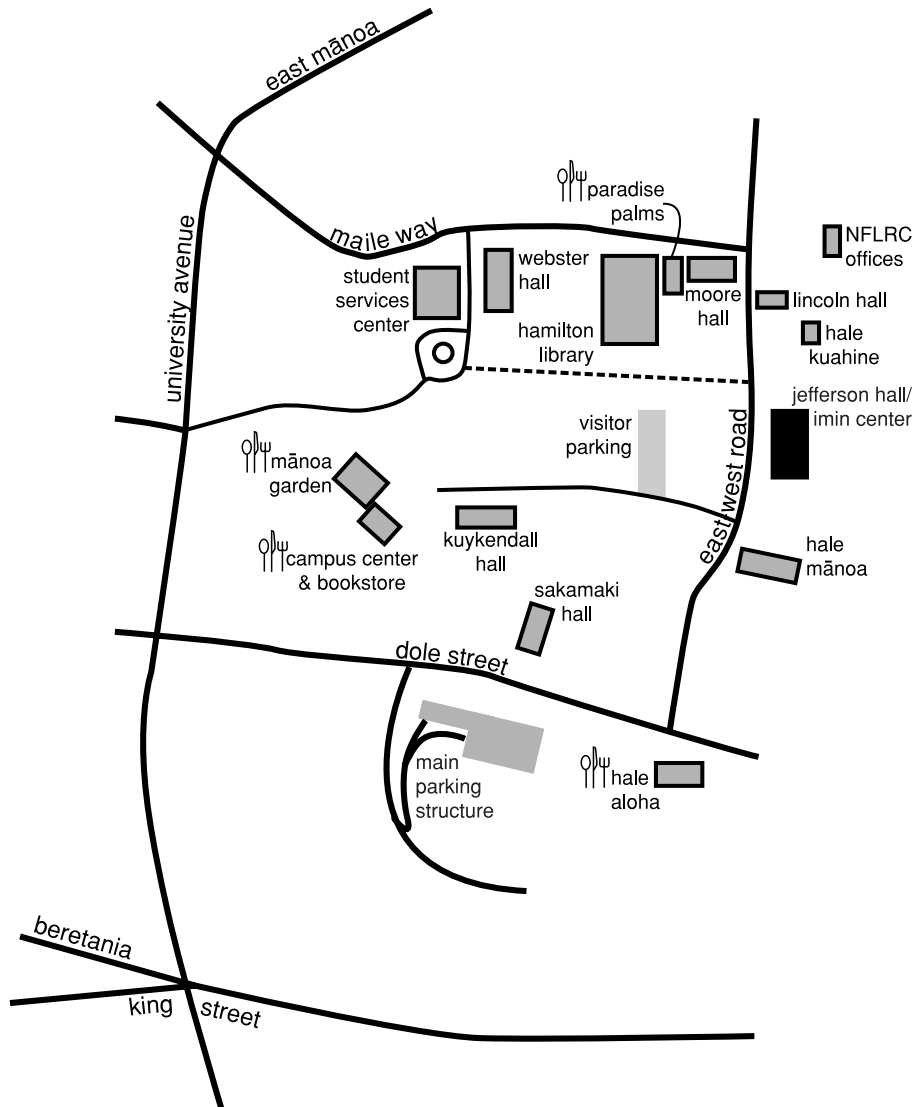 east mānoa
university avenue
maile way
paradise
palms
NFLRC
offices
student
services
center
webster
hall
hamilton
library
moore
hall
lincoln hall
hale
kuahine
jefferson hall/
imin center
visitor
parking
east-west road
mānoa
garden
campus center
& bookstore
kuykendall
hall
hale
mānoa
sakamaki
hall
dole street
main
parking
structure
hale
aloha
beretania
king street